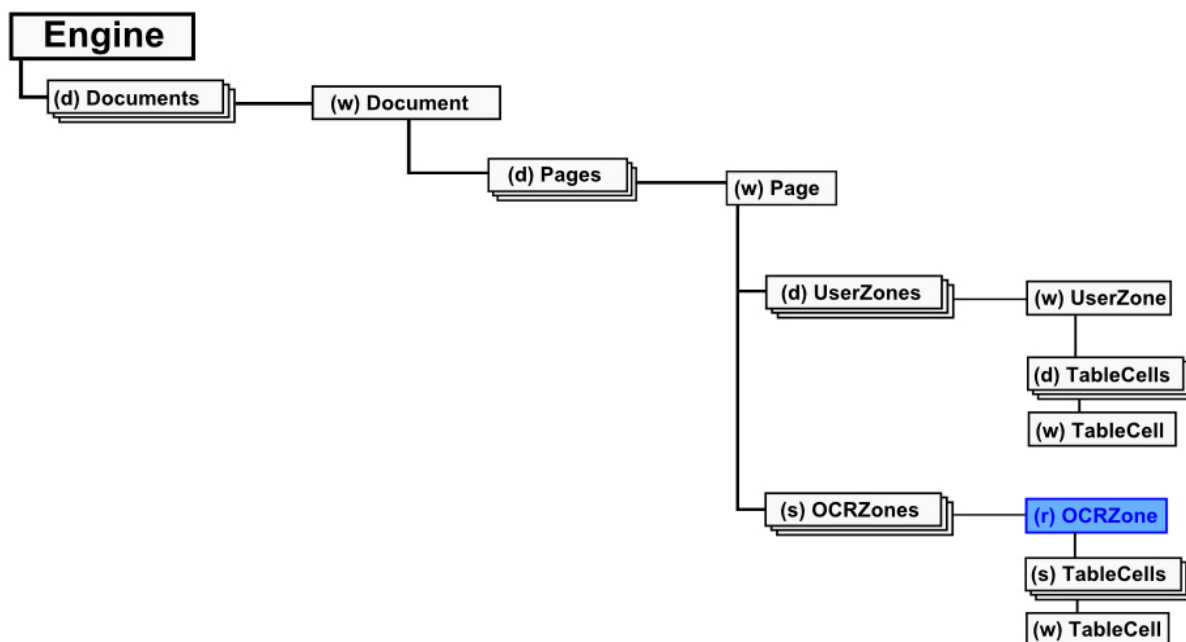 Engine
(d) Documents
(w) Document
(d) Pages
(w) Page
(d) UserZones
(w) UserZone
(d) TableCells
(w) TableCell
(s) OCRZones
(r) OCRZone
(s) TableCells
(w) TableCell